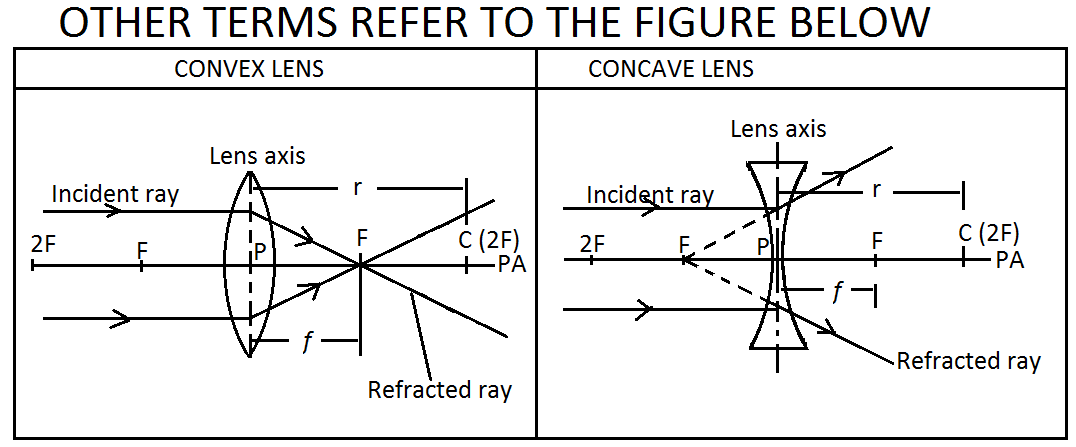 OTHER TERMS REFER TO THE FIGURE BELOW
CONVEX LENS
Lens axis
r
Incident ray
2F
F
P
F
C (2F)
PA
f
Refracted ray
CONCAVE LENS
Lens axis
r
Incident ray
2F
F
P
F
C (2F)
PA
f
Refracted ray